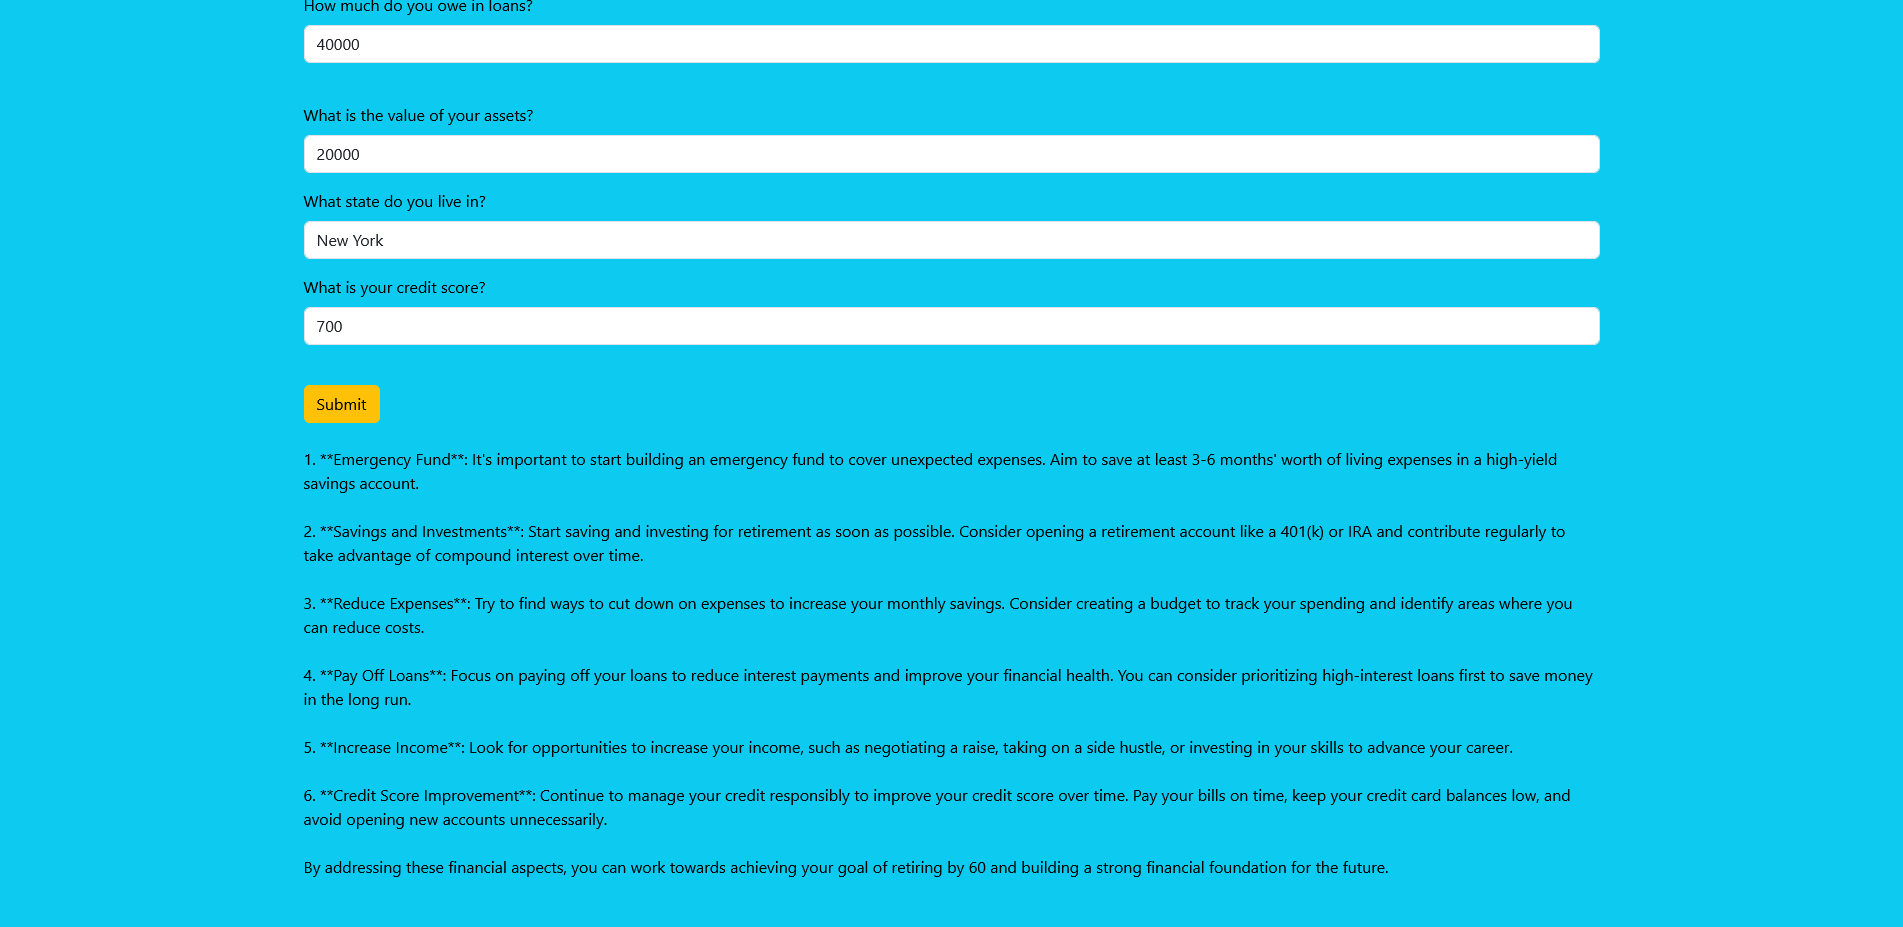 How much do you owe in loans?
40000
What is the value of your assets?
20000
What state do you live in?
New York
What is your credit score?
700
Submit
1. **Emergency Fund**: It's important to start building an emergency fund to cover unexpected expenses. Aim to save at least 3-6 months' worth of living expenses in a high-yield
savings account.
2. **Savings and Investments**: Start saving and investing for retirement as soon as possible. Consider opening a retirement account like a 401(k) or IRA and contribute regularly to
take advantage of compound interest over time.
3. **Reduce Expenses**: Try to find ways to cut down on expenses to increase your monthly savings. Consider creating a budget to track your spending and identify areas where you
can reduce costs.
4. **Pay Off Loans**: Focus on paying off your loans to reduce interest payments and improve your financial health. You can consider prioritizing high-interest loans first to save money
in the long run.
5. **Increase Income**: Look for opportunities to increase your income, such as negotiating a raise, taking on a side hustle, or investing in your skills to advance your career.
6. **Credit Score Improvement**: Continue to manage your credit responsibly to improve your credit score over time. Pay your bills on time, keep your credit card balances low, and
avoid opening new accounts unnecessarily.
By addressing these financial aspects, you can work towards achieving your goal of retiring by 60 and building a strong financial foundation for the future.